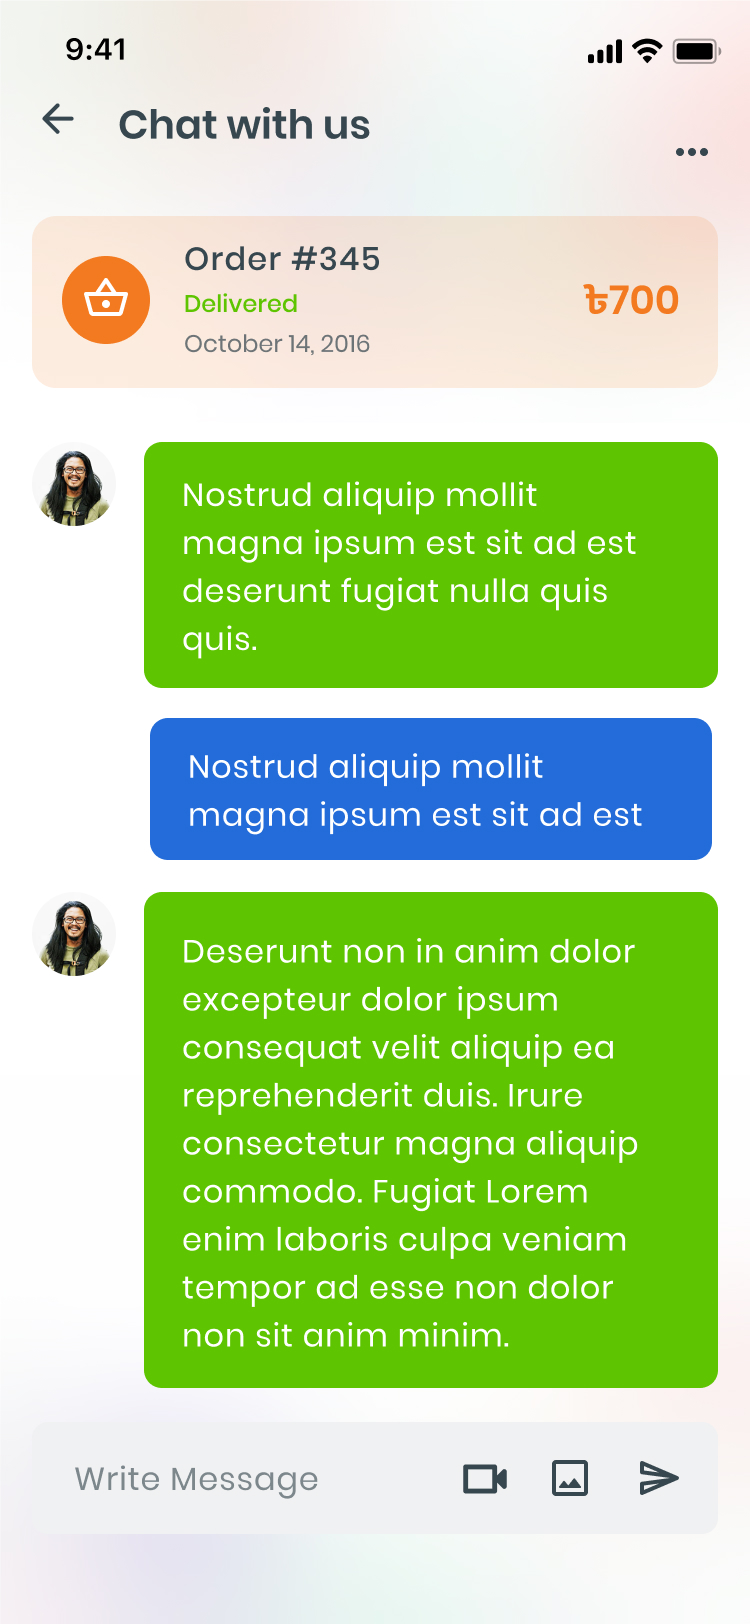 9:41
Chat with us
Order #345
Delivered
October 14, 2016
৳700
Nostrud aliquip mollit
magna ipsum est sit ad est
deserunt fugiat nulla quis
quis.
Nostrud aliquip mollit
magna ipsum est sit ad est
Deserunt non in anim dolor
excepteur dolor ipsum
consequat velit aliquip ea
reprehenderit duis. Irure
consectetur magna aliquip
commodo. Fugiat Lorem
enim laboris culpa veniam
tempor ad esse non dolor
non sit anim minim.
Write Message